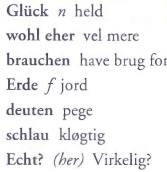 Glück n held
wohl eher vel mere
brauchen have brug for
Erde f jord
deuten pege
schlau kløgtig
Echt? (her) Virkelig?